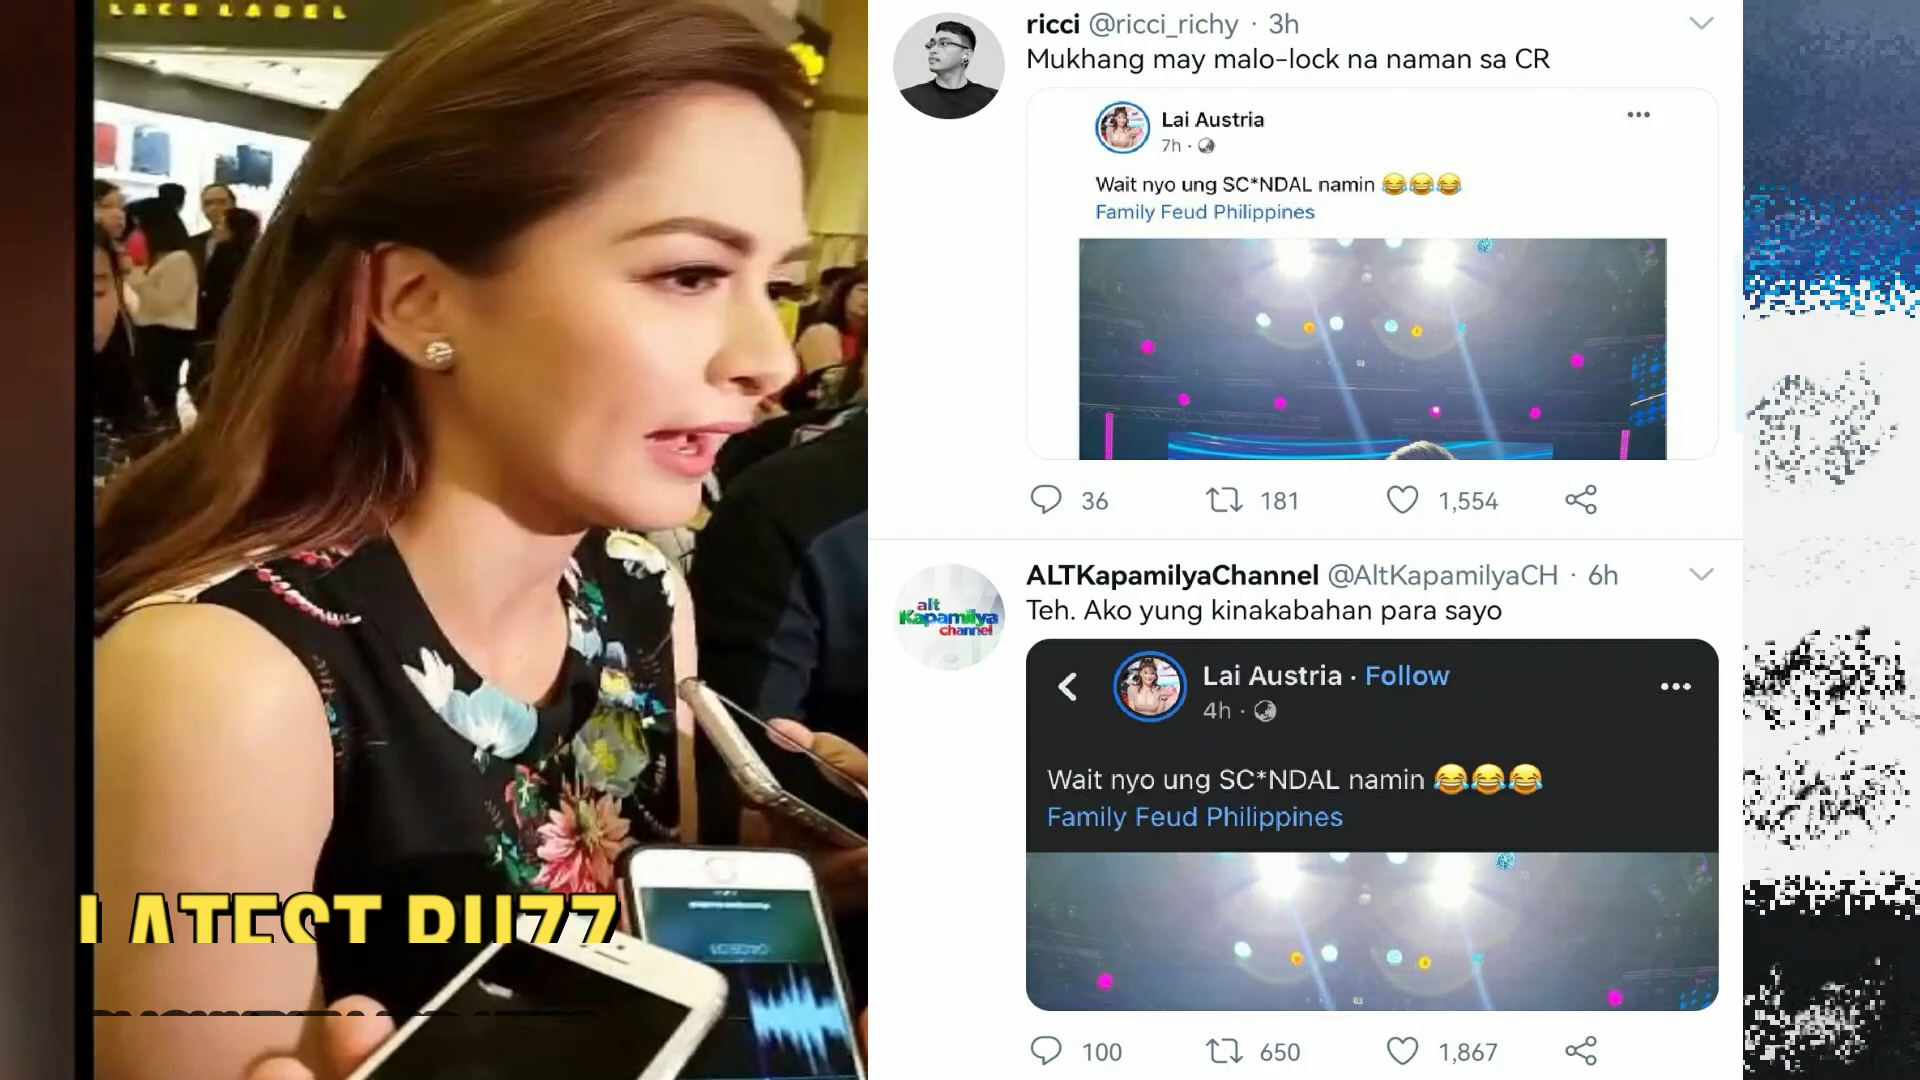 LACK LABEL
LATEST BUZZ
ricci @ricci_richy · 3h
Mukhang may malo-lock na naman sa CR
Lai Austria
7h ·
Wait nyo ung SC*NDAL namin 😂😂😂
Family Feud Philippines
36 181 1,554
ALTKapamilyaChannel @AltKapamilyaCH · 6h
alt
Kapamilya
channel
Teh. Ako yung kinakabahan para sayo
Lai Austria · Follow
4h ·
Wait nyo ung SC*NDAL namin 😂😂😂
Family Feud Philippines
100 650 1,867